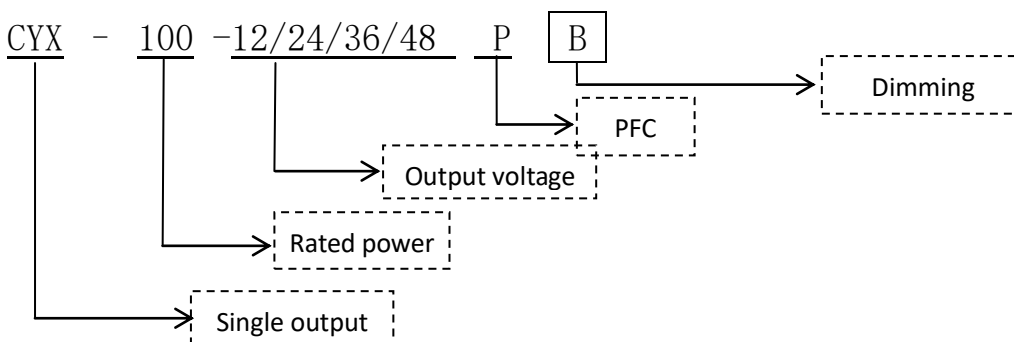 CYX - 100 -12/24/36/48 P B
Dimming
PFC
Output voltage
Rated power
Single output